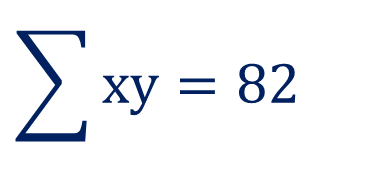 ∑ xy = 82